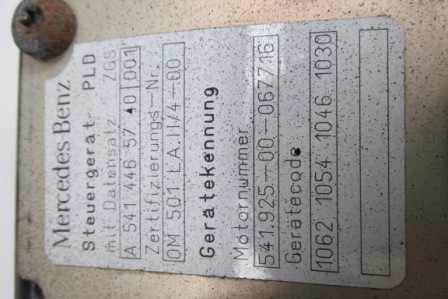 Mercedes Benz
Steuergerät PLD
mit Datensatz ZGS
A 541 446 57 40 001
Zertifizierungs-Nr.
OM 501 LA.II/4-00
Gerätekennung
Motornummer
541.925-00-067716
Gerätecode
1062 1054 1046 1030